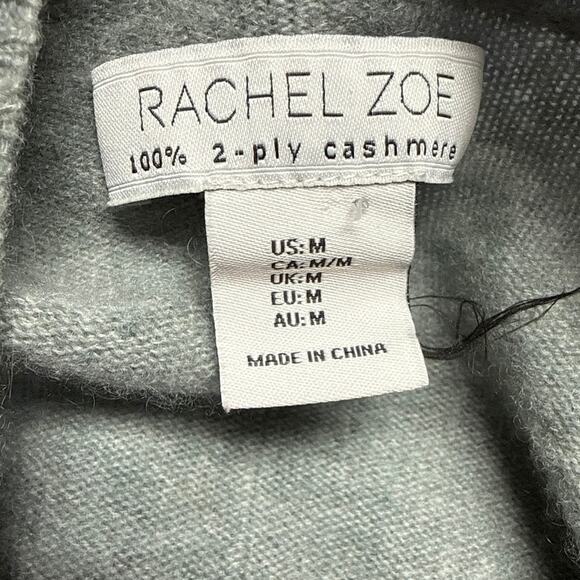 RACHEL ZOE
100% 2-ply cashmere
US: M
CA: M/M
UK: M
EU: M
AU: M
MADE IN CHINA